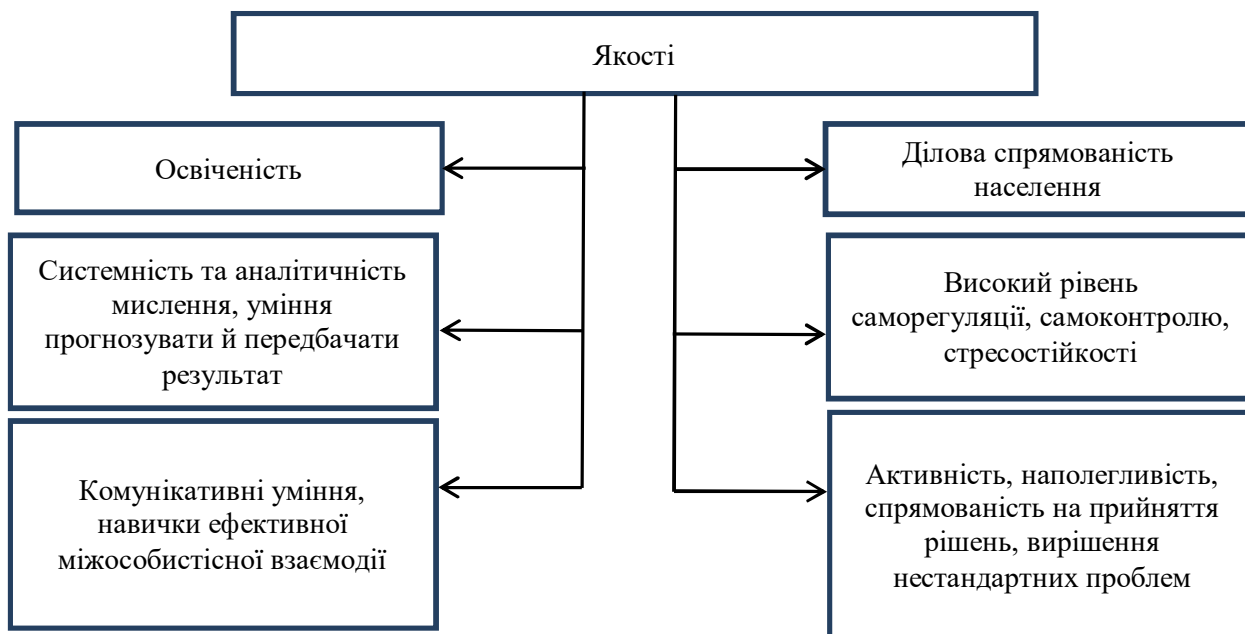 Якості
Освіченість
Ділова спрямованість
населення
Системність та аналітичність
мислення, уміння
прогнозувати й передбачати
результат
Високий рівень
саморегуляції, самоконтролю,
стресостійкості
Комунікативні уміння,
навички ефективної
міжособистісної взаємодії
Активність, наполегливість,
спрямованість на прийняття
рішень, вирішення
нестандартних проблем